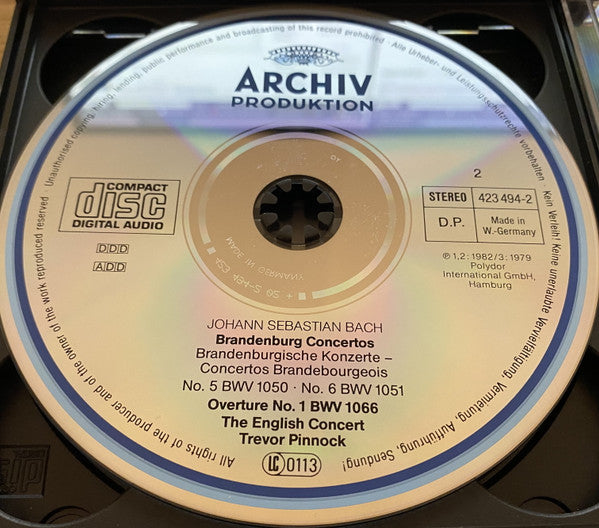 Unauthorised copying, hiring, lending, public performance and broadcasting of this record prohibited · Alle Urheber- und Leistungsschutzrechte vorbehalten
Kein Verleih! Keine unerlaubte Vervielfältigung, Vermietung, Aufführung, Sendung!
All rights of the producer and of the owner of the work reproduced reserved ·
ARCHIV
PRODUKTION
2
COMPACT
disc
DIGITAL AUDIO
STEREO
423 494-2
D.P.
Made in
W.-Germany
DDD
ADD
℗ 1,2: 1982/3: 1979
Polydor
International GmbH,
Hamburg
MADE IN GERMANY
JOHANN SEBASTIAN BACH
Brandenburg Concertos
Brandenburgische Konzerte –
Concertos Brandebourgeois
No. 5 BWV 1050 · No. 6 BWV 1051
Overture No. 1 BWV 1066
The English Concert
Trevor Pinnock
LC 0113